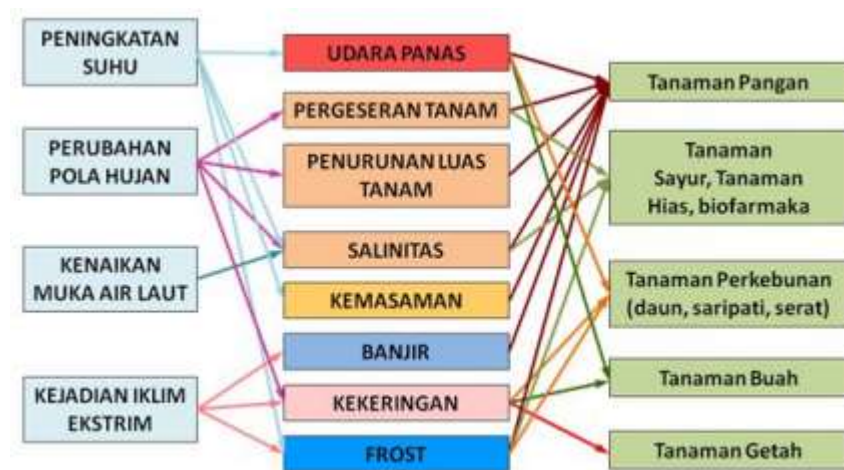 PENINGKATAN
SUHU
PERUBAHAN
POLA HUJAN
KENAIKAN
MUKA AIR LAUT
KEJADIAN IKLIM
EKSTRIM
UDARA PANAS
PERGESERAN TANAM
PENURUNAN LUAS
TANAM
SALINITAS
KEMASAMAN
BANJIR
KEKERINGAN
FROST
Tanaman Pangan
Tanaman
Sayur, Tanaman
Hias, biofarmaka
Tanaman Perkebunan
(daun, saripati, serat)
Tanaman Buah
Tanaman Getah